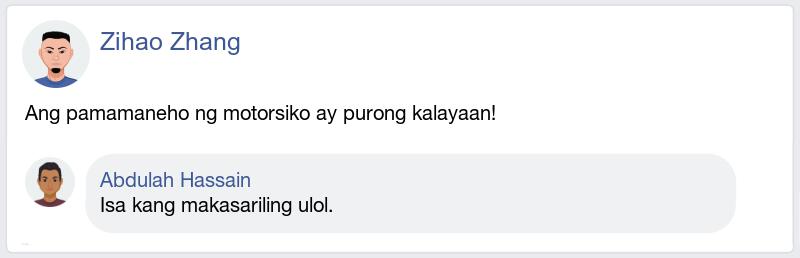 Zihao Zhang
Ang pamamaneho ng motorsiko ay purong kalayaan!
Abdulah Hassain
Isa kang makasariling ulol.